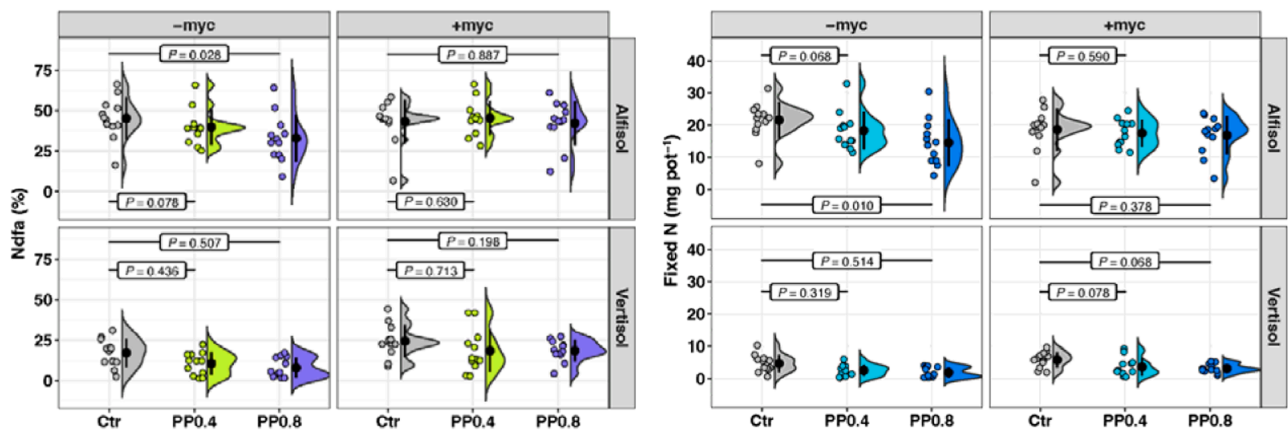 −myc
+myc
Ndfa (%)
75
50
25
0
P = 0.028
P = 0.078
P = 0.887
P = 0.630
Alfisol
75
50
25
0
P = 0.507
P = 0.436
P = 0.198
P = 0.713
Vertisol
Ctr PP0.4 PP0.8
Ctr PP0.4 PP0.8
−myc
+myc
Fixed N (mg pot⁻¹)
40
30
20
10
0
P = 0.068
P = 0.010
P = 0.590
P = 0.378
Alfisol
40
30
20
10
0
P = 0.514
P = 0.319
P = 0.068
P = 0.078
Vertisol
Ctr PP0.4 PP0.8
Ctr PP0.4 PP0.8